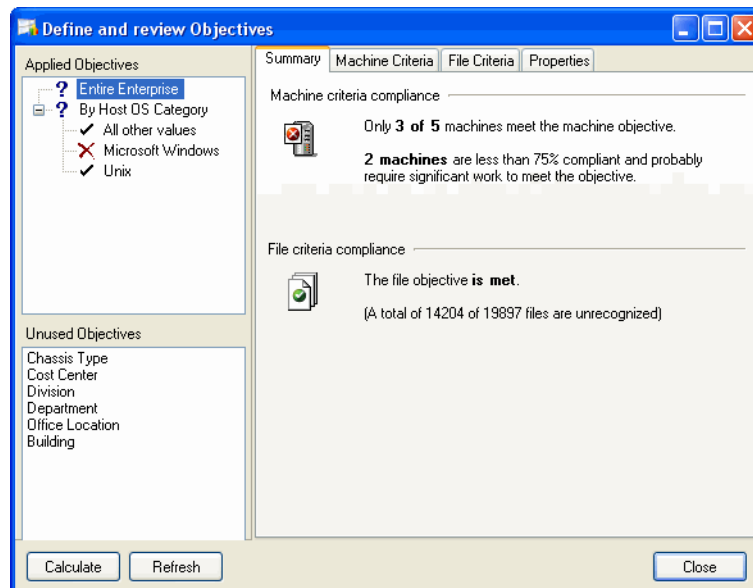 Define and review Objectives
Applied Objectives
? Entire Enterprise
? By Host OS Category
All other values
Microsoft Windows
Unix
Unused Objectives
Chassis Type
Cost Center
Division
Department
Office Location
Building
Summary
Machine Criteria
File Criteria
Properties
Machine criteria compliance
Only 3 of 5 machines meet the machine objective.
2 machines are less than 75% compliant and probably
require significant work to meet the objective.
File criteria compliance
The file objective is met.
(A total of 14204 of 19897 files are unrecognized)
Calculate
Refresh
Close